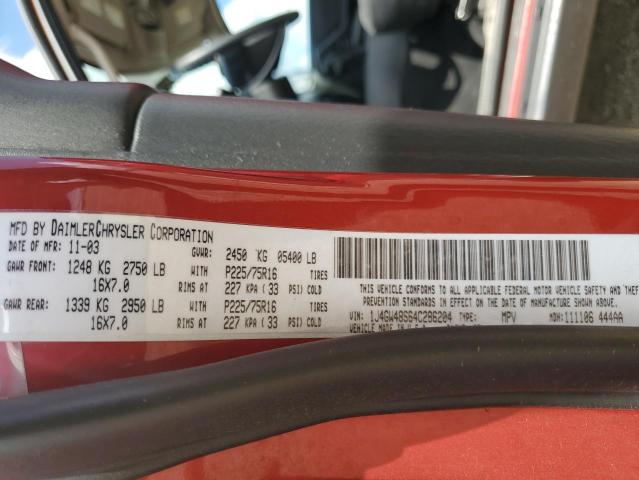 MFD BY DAIMLERCHRYSLER CORPORATION
DATE OF MFR: 11-03 GVWR: 2450 KG 05400 LB
GAWR FRONT: 1248 KG 2750 LB WITH P225/75R16 TIRES
16X7.0 RIMS AT 227 KPA ( 33 PSI) COLD
GAWR REAR: 1339 KG 2950 LB WITH P225/75R16 TIRES
16X7.0 RIMS AT 227 KPA ( 33 PSI) COLD
THIS VEHICLE CONFORMS TO ALL APPLICABLE FEDERAL MOTOR VEHICLE SAFETY AND THEFT
PREVENTION STANDARDS IN EFFECT ON THE DATE OF MANUFACTURE SHOWN ABOVE.
VIN: 1J4GW48S64C286204 TYPE: MPV MDH: 111106 444AA
VEHICLE MADE IN U.S.A.